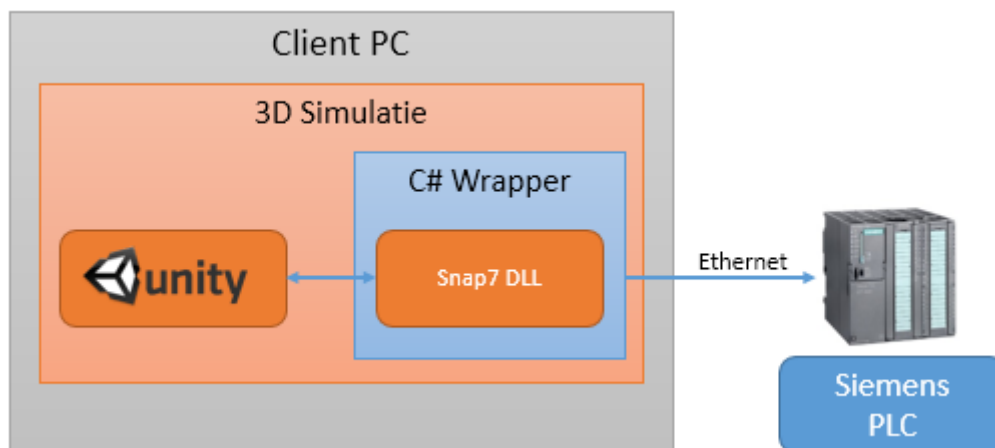 Client PC
3D Simulatie
C# Wrapper
unity
Snap7 DLL
Ethernet
Siemens
PLC